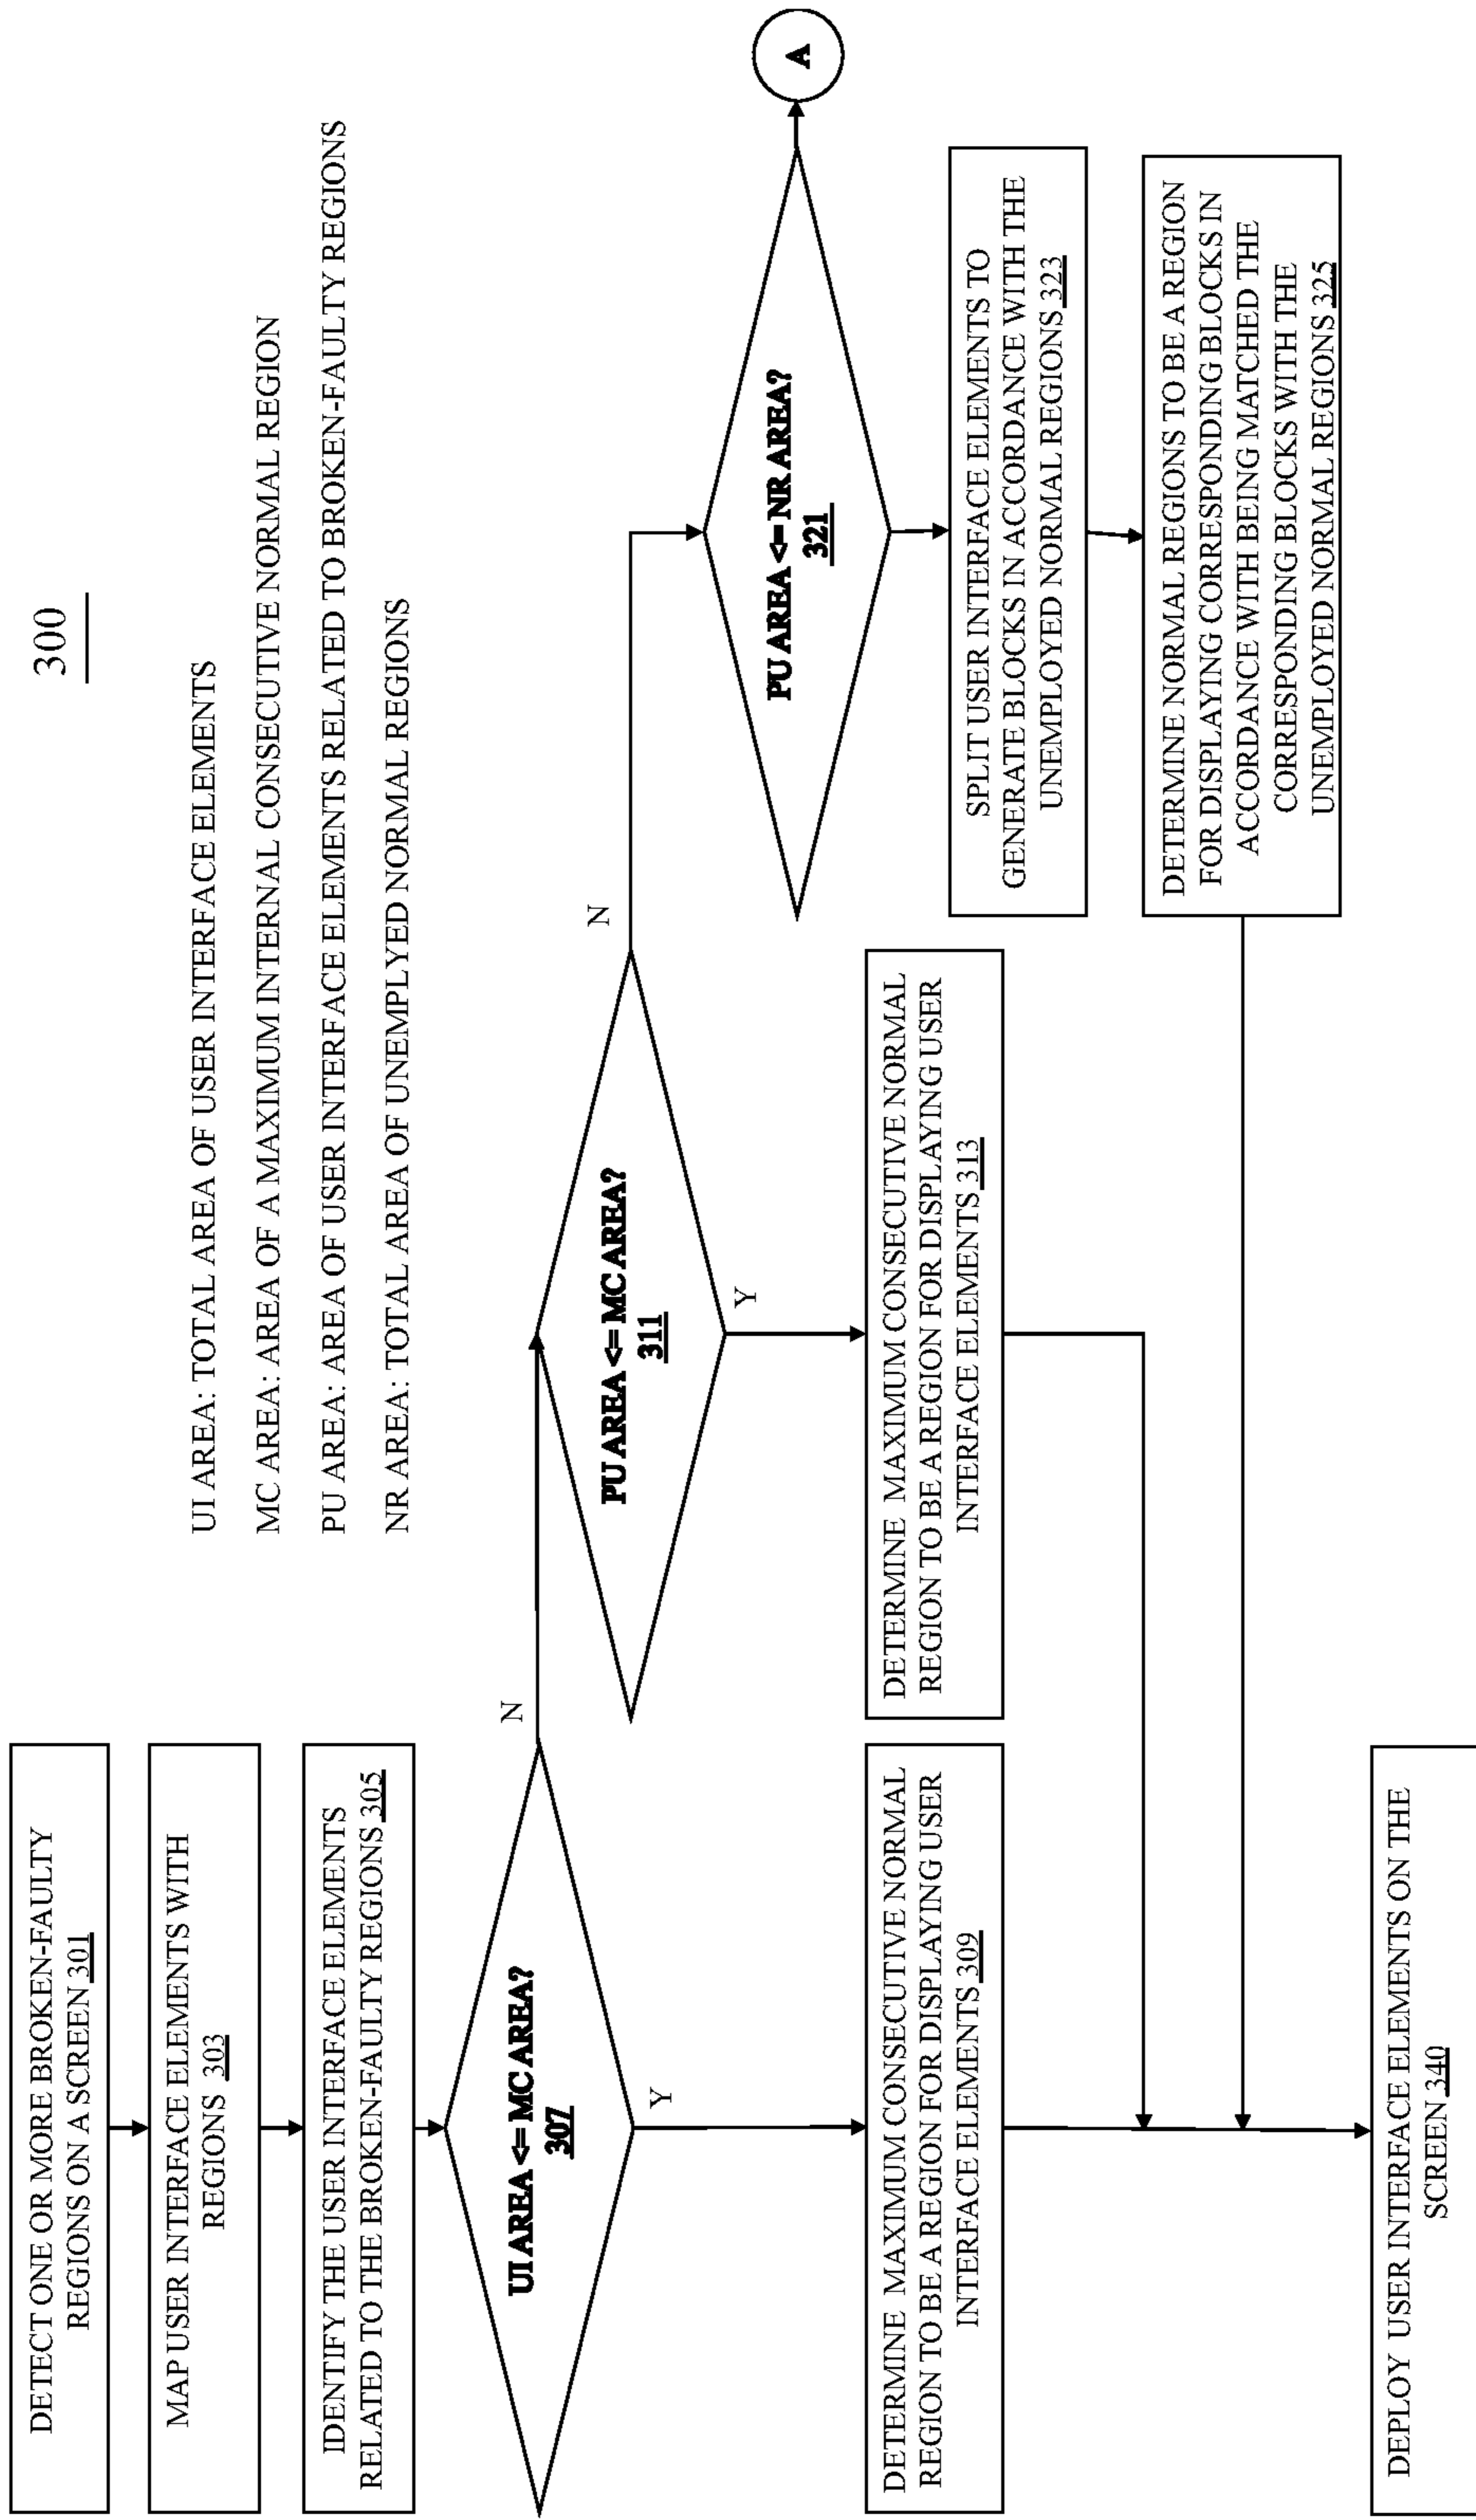 300
UI AREA: TOTAL AREA OF USER INTERFACE ELEMENTS
MC AREA: AREA OF A MAXIMUM INTERNAL CONSECUTIVE NORMAL REGION
PU AREA: AREA OF USER INTERFACE ELEMENTS RELATED TO BROKEN-FAULTY REGIONS
NR AREA: TOTAL AREA OF UNEMPLYED NORMAL REGIONS
DETECT ONE OR MORE BROKEN-FAULTY
REGIONS ON A SCREEN 301
MAP USER INTERFACE ELEMENTS WITH
REGIONS 303
IDENTIFY THE USER INTERFACE ELEMENTS
RELATED TO THE BROKEN-FAULTY REGIONS 305
UI AREA <= MC AREA?
307
N
Y
DETERMINE MAXIMUM CONSECUTIVE NORMAL
REGION TO BE A REGION FOR DISPLAYING USER
INTERFACE ELEMENTS 309
PU AREA <= MC AREA?
311
N
Y
DETERMINE MAXIMUM CONSECUTIVE NORMAL
REGION TO BE A REGION FOR DISPLAYING USER
INTERFACE ELEMENTS 313
PU AREA <= NR AREA?
321
A
SPLIT USER INTERFACE ELEMENTS TO
GENERATE BLOCKS IN ACCORDANCE WITH THE
UNEMPLOYED NORMAL REGIONS 323
DETERMINE NORMAL REGIONS TO BE A REGION
FOR DISPLAYING CORRESPONDING BLOCKS IN
ACCORDANCE WITH BEING MATCHED THE
CORRESPONDING BLOCKS WITH THE
UNEMPLOYED NORMAL REGIONS 325
DEPLOY USER INTERFACE ELEMENTS ON THE
SCREEN 340